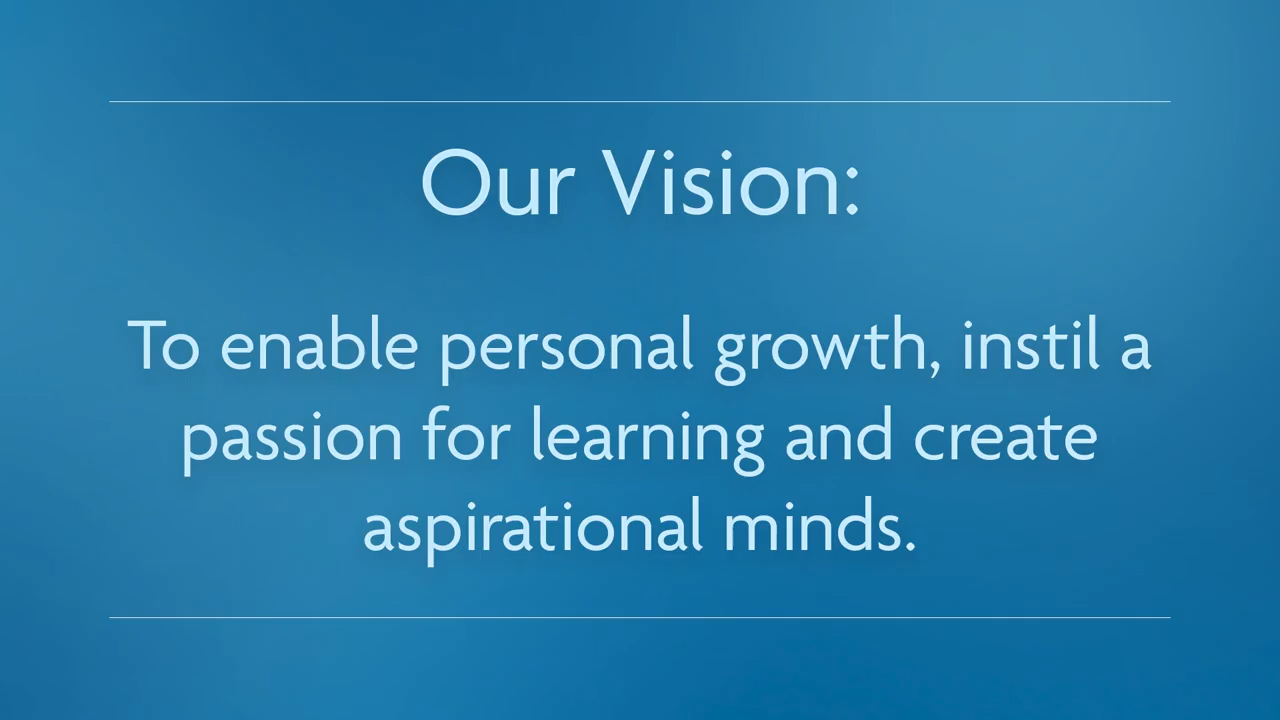 Our Vision:
To enable personal growth, instil a
passion for learning and create
aspirational minds.